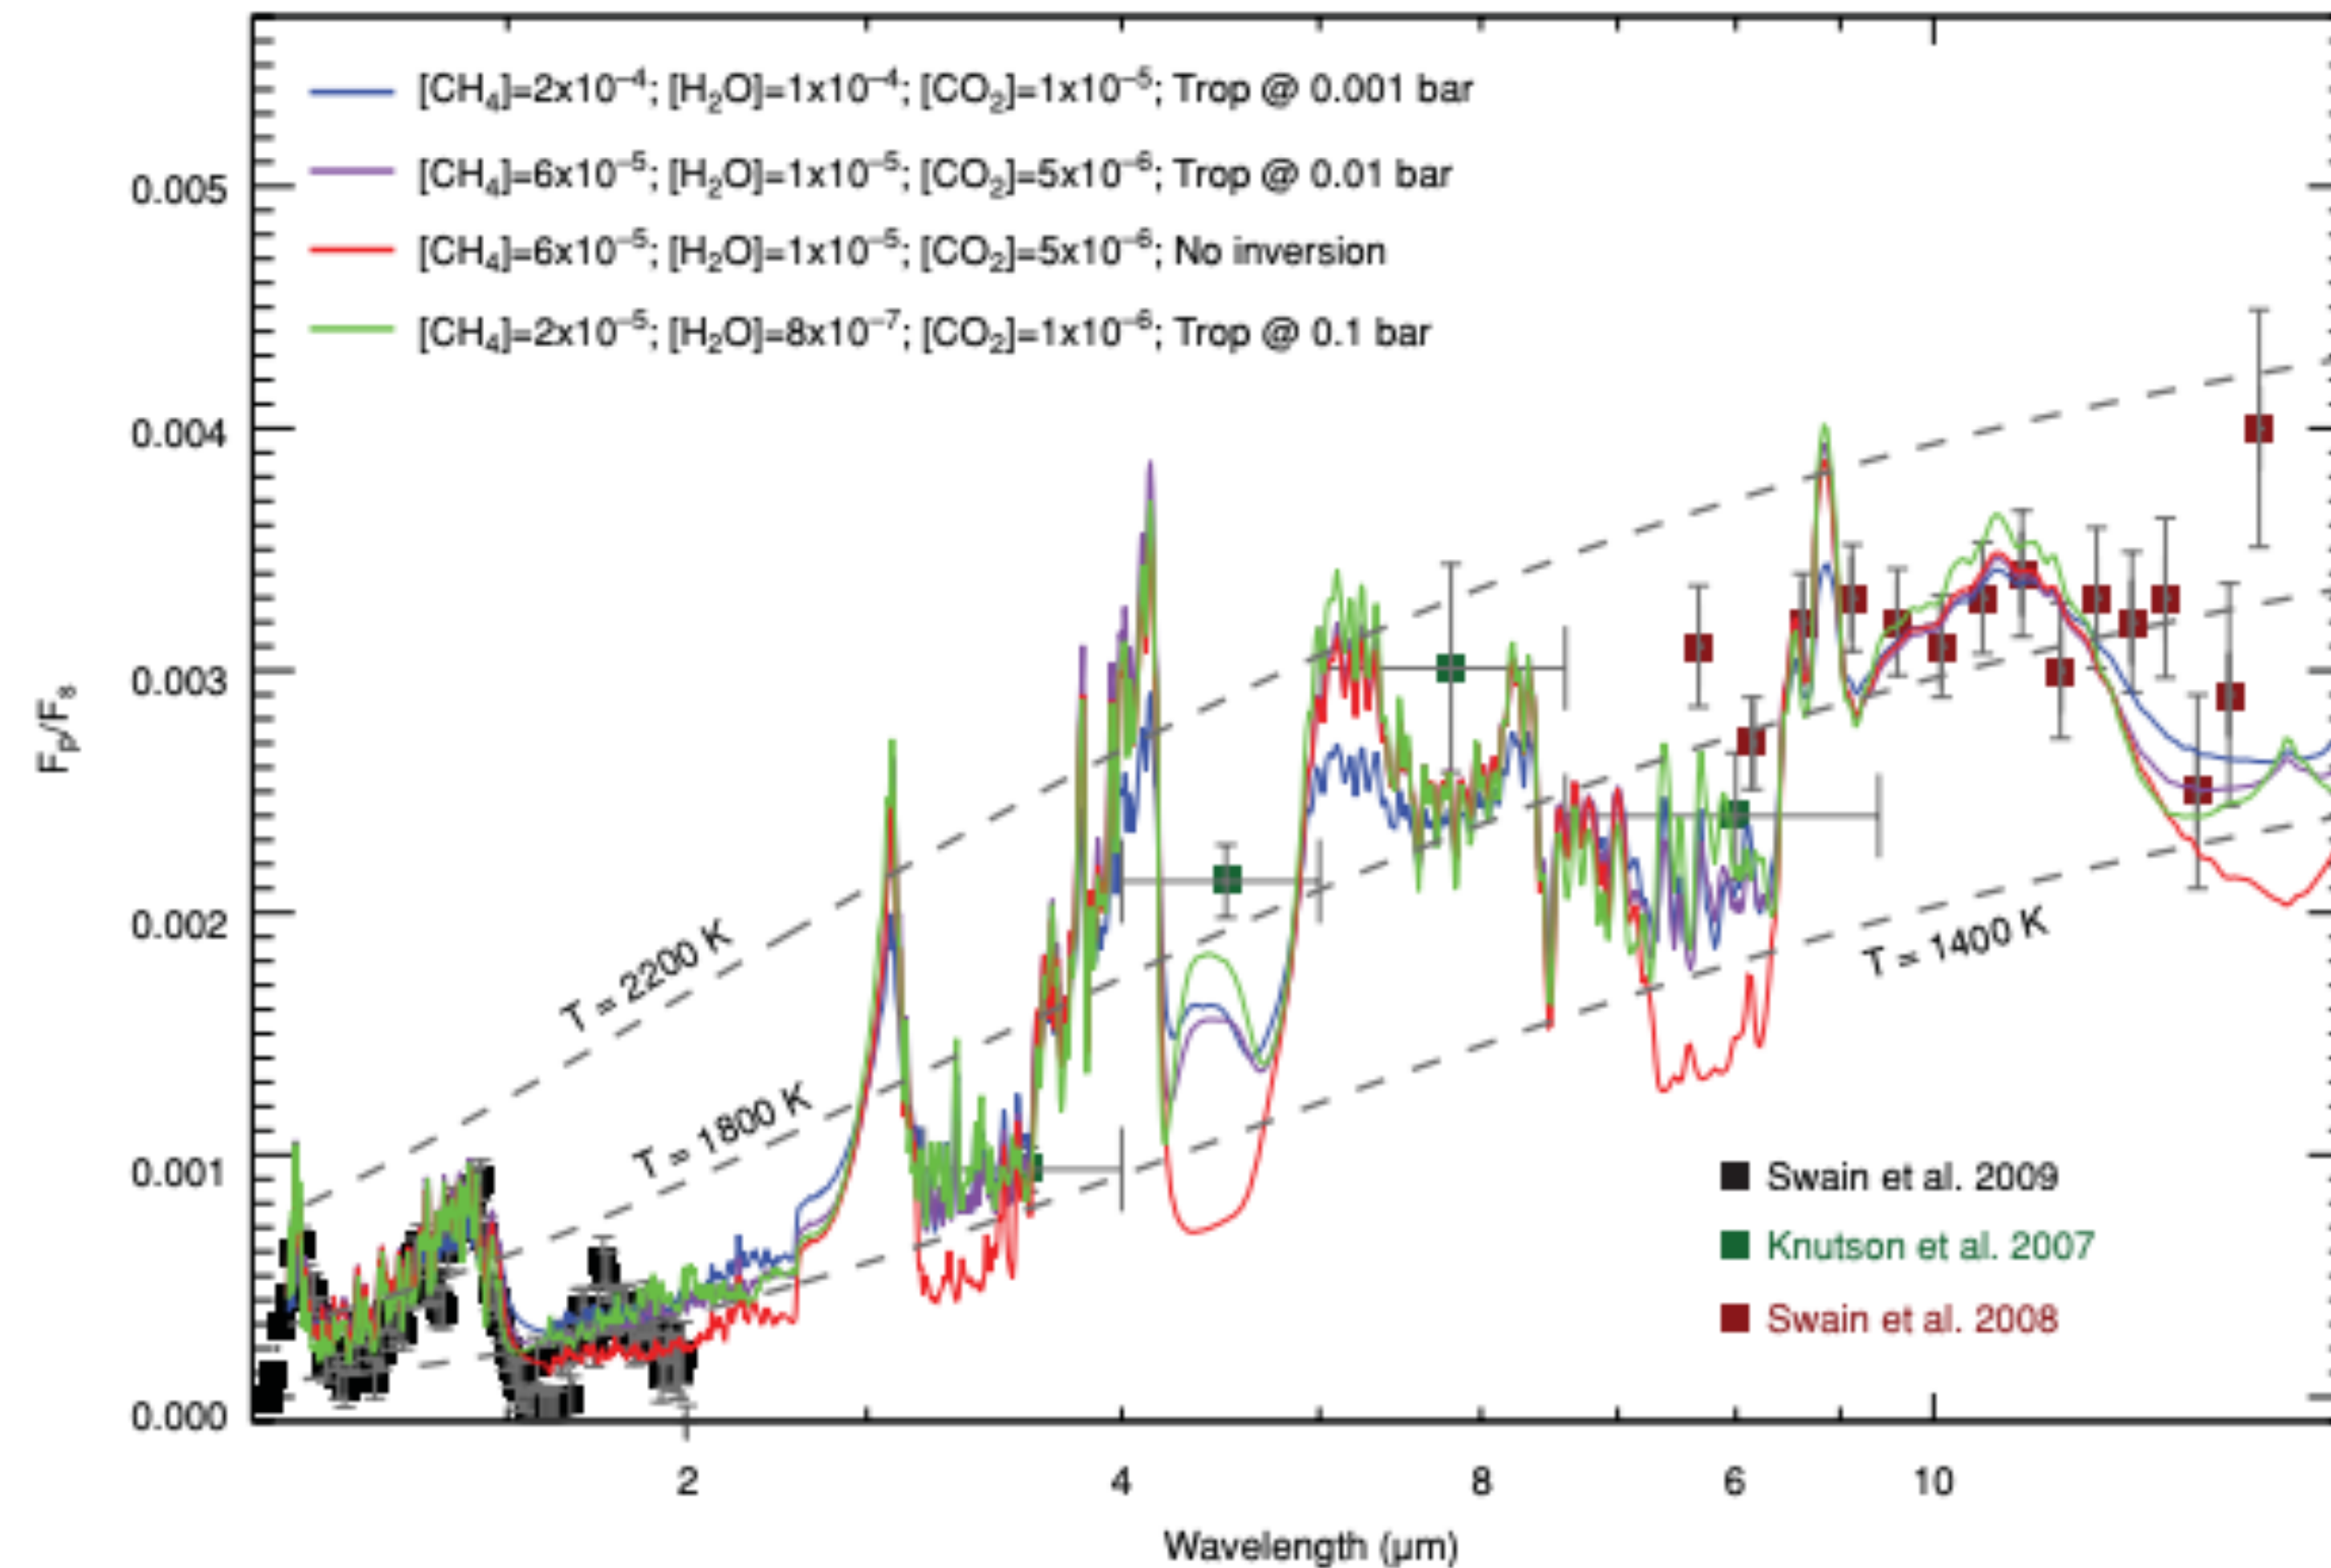 [CH₄]=2x10⁻⁴; [H₂O]=1x10⁻⁴; [CO₂]=1x10⁻⁵; Trop @ 0.001 bar
[CH₄]=6x10⁻⁵; [H₂O]=1x10⁻⁵; [CO₂]=5x10⁻⁶; Trop @ 0.01 bar
[CH₄]=6x10⁻⁵; [H₂O]=1x10⁻⁵; [CO₂]=5x10⁻⁶; No inversion
[CH₄]=2x10⁻⁵; [H₂O]=8x10⁻⁷; [CO₂]=1x10⁻⁶; Trop @ 0.1 bar
0.005
0.004
0.003
0.002
0.001
0.000
Fₚ/Fₛ
T = 2200 K
T = 1800 K
T = 1400 K
Swain et al. 2009
Knutson et al. 2007
Swain et al. 2008
2 4 8 6 10
Wavelength (µm)